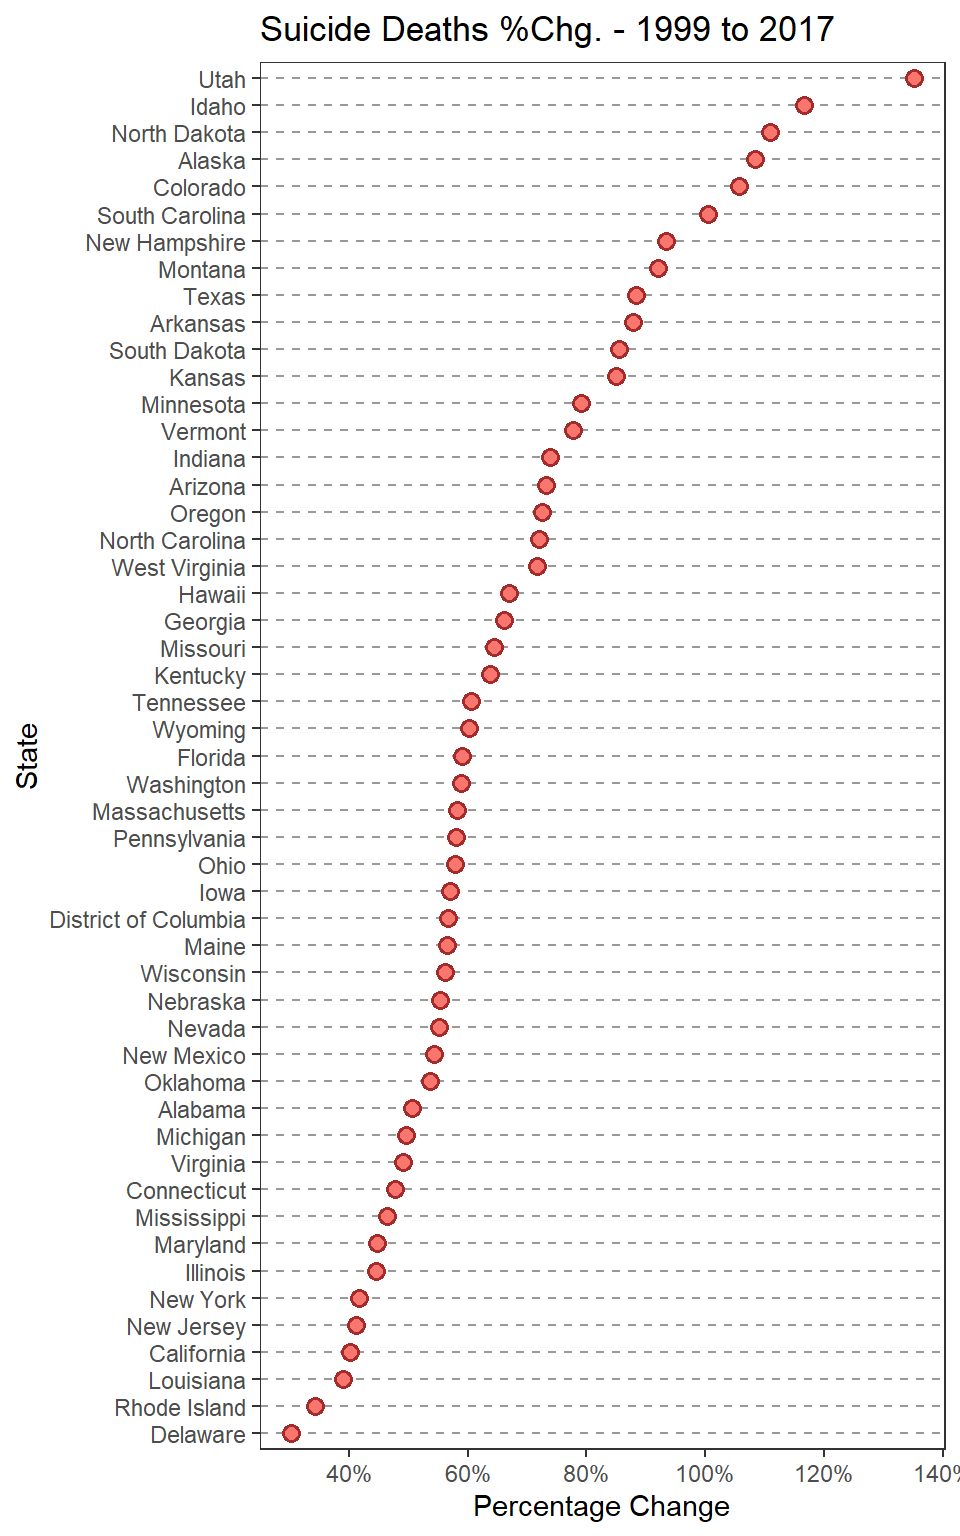 Suicide Deaths %Chg. - 1999 to 2017
Utah
Idaho
North Dakota
Alaska
Colorado
South Carolina
New Hampshire
Montana
Texas
Arkansas
South Dakota
Kansas
Minnesota
Vermont
Indiana
Arizona
Oregon
North Carolina
West Virginia
Hawaii
Georgia
Missouri
Kentucky
Tennessee
Wyoming
Florida
Washington
Massachusetts
Pennsylvania
Ohio
Iowa
District of Columbia
Maine
Wisconsin
Nebraska
Nevada
New Mexico
Oklahoma
Alabama
Michigan
Virginia
Connecticut
Mississippi
Maryland
Illinois
New York
New Jersey
California
Louisiana
Rhode Island
Delaware
State
40% 60% 80% 100% 120% 140%
Percentage Change